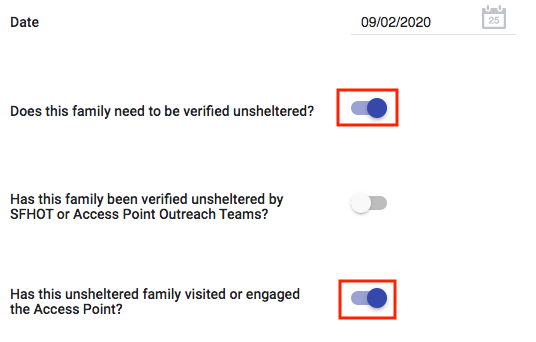 Date
09/02/2020
25
Does this family need to be verified unsheltered?
Has this family been verified unsheltered by
SFHOT or Access Point Outreach Teams?
Has this unsheltered family visited or engaged
the Access Point?